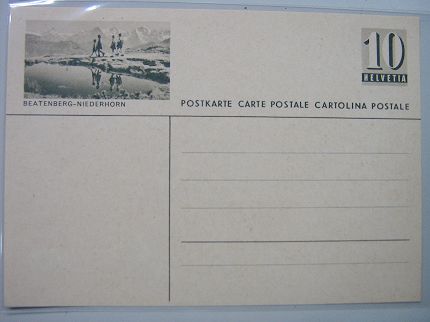 10
HELVETIA
BEATENBERG-NIEDERHORN
POSTKARTE CARTE POSTALE CARTOLINA POSTALE